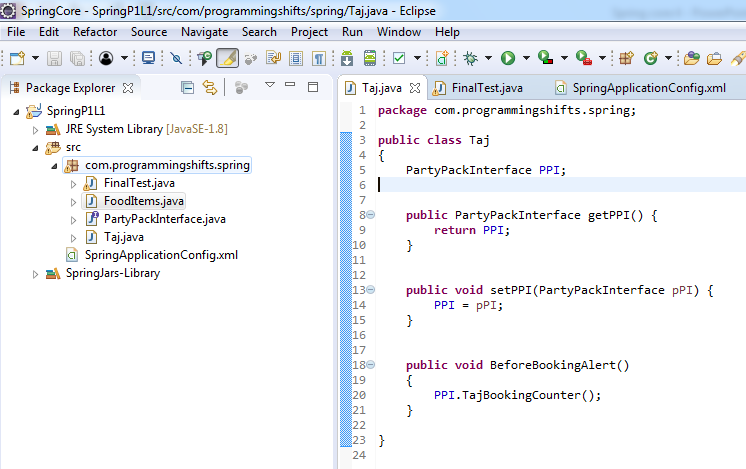 SpringCore - SpringP1L1/src/com/programmingshifts/spring/Taj.java - Eclipse
File Edit Refactor Source Navigate Search Project Run Window Help
Package Explorer
Taj.java FinalTest.java SpringApplicationConfig.xml
SpringP1L1
JRE System Library [JavaSE-1.8]
src
com.programmingshifts.spring
FinalTest.java
FoodItems.java
PartyPackInterface.java
Taj.java
SpringApplicationConfig.xml
SpringJars-Library
1 package com.programmingshifts.spring;
2
3 public class Taj
4 {
5 PartyPackInterface PPI;
6
7
8 public PartyPackInterface getPPI() {
9 return PPI;
10 }
11
12
13 public void setPPI(PartyPackInterface pPI) {
14 PPI = pPI;
15 }
16
17
18 public void BeforeBookingAlert()
19 {
20 PPI.TajBookingCounter();
21 }
22
23 }
24